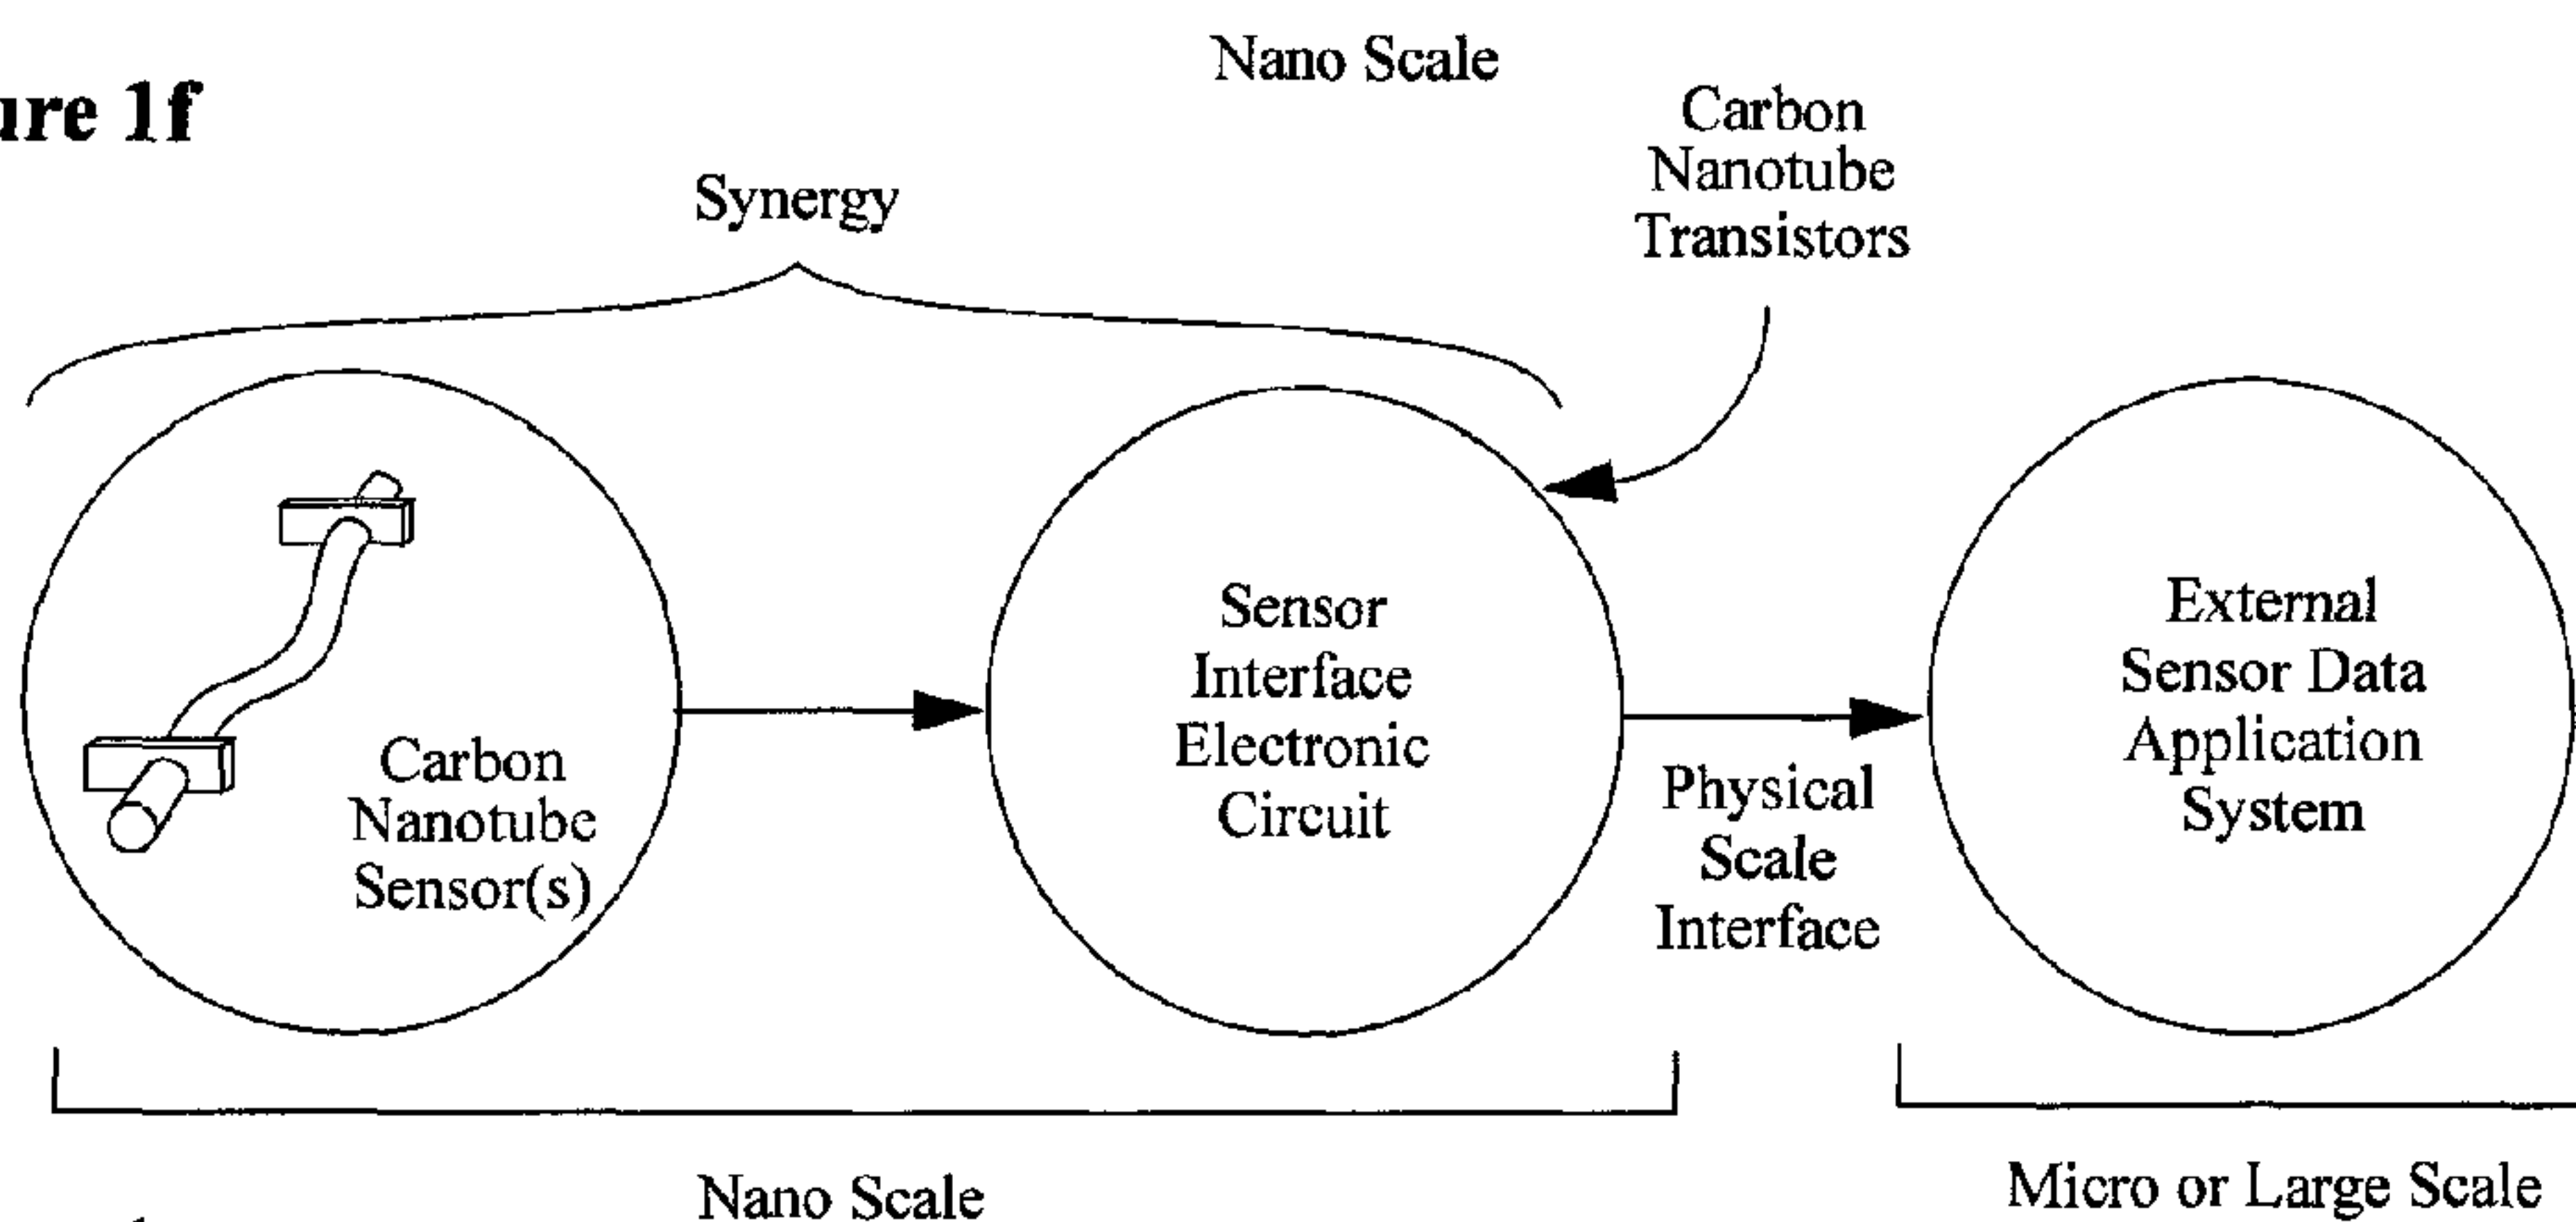 Nano Scale
ure 1f
Carbon
Nanotube
Transistors
Synergy
Carbon
Nanotube
Sensor(s)
Sensor
Interface
Electronic
Circuit
Physical
Scale
Interface
External
Sensor Data
Application
System
Nano Scale
Micro or Large Scale